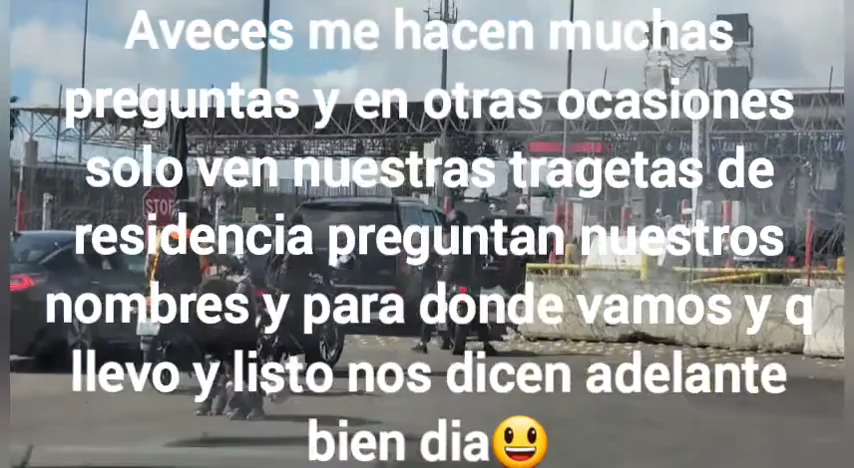 Aveces me hacen muchas
preguntas y en otras ocasiones
solo ven nuestras tragetas de
STOP
residencia preguntan nuestros
nombres y para donde vamos y q
llevo y listo nos dicen adelante
bien dia😃